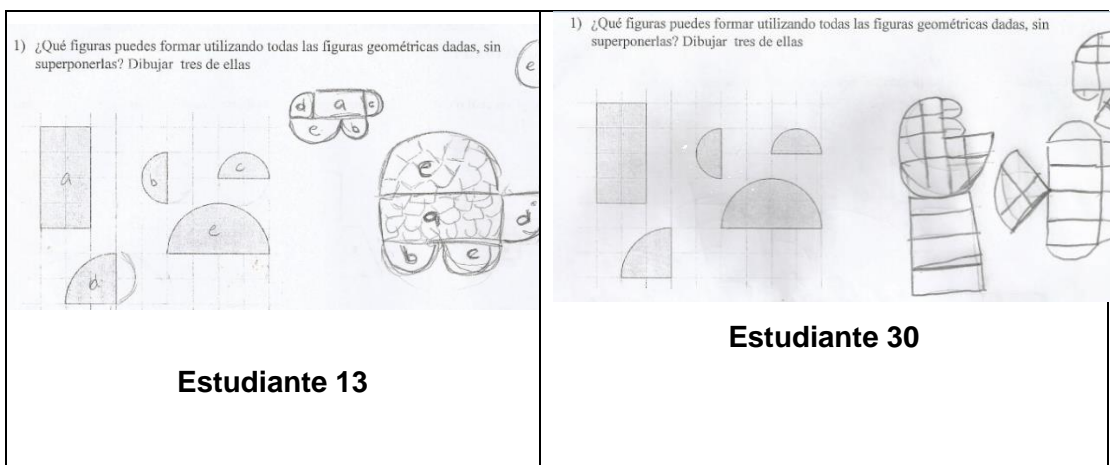 1) ¿Qué figuras puedes formar utilizando todas las figuras geométricas dadas, sin
superponerlas? Dibujar tres de ellas
e
d a c
e b
a
b
c
e
d
e
a d
b c
Estudiante 13
1) ¿Qué figuras puedes formar utilizando todas las figuras geométricas dadas, sin
superponerlas? Dibujar tres de ellas
Estudiante 30